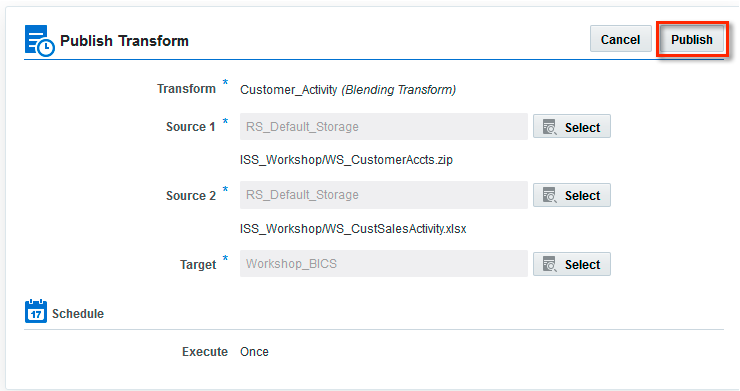 Publish Transform
Cancel
Publish
Transform * Customer_Activity (Blending Transform)
Source 1 * RS_Default_Storage Select
ISS_Workshop/WS_CustomerAccts.zip
Source 2 * RS_Default_Storage Select
ISS_Workshop/WS_CustSalesActivity.xlsx
Target * Workshop_BICS Select
17 Schedule
Execute Once